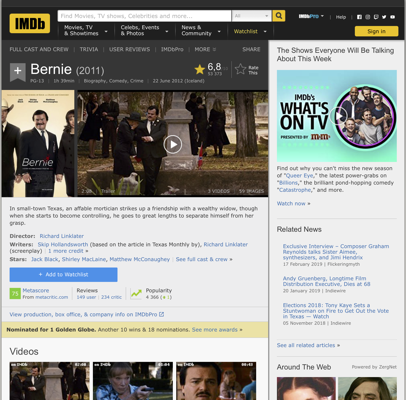 IMDb
Find Movies, TV shows, Celebrities and more...
All
IMDbPro
Help
Movies, TV & Showtimes
Celebs, Events & Photos
News & Community
Watchlist
Sign in
FULL CAST AND CREW | TRIVIA | USER REVIEWS | IMDbPro | MORE
SHARE
Bernie (2011)
PG-13 | 1h 39min | Biography, Comedy, Crime | 22 June 2012 (Iceland)
6,8
Rate This
Bernie
2:08 | Trailer
3 VIDEOS
59 IMAGES
In small-town Texas, an affable mortician strikes up a friendship with a wealthy widow, though when she starts to become controlling, he goes to great lengths to separate himself from her grasp.
Director: Richard Linklater
Writers: Skip Hollandsworth (based on the article in Texas Monthly by), Richard Linklater (screenplay) | 1 more credit »
Stars: Jack Black, Shirley MacLaine, Matthew McConaughey | See full cast & crew »
+ Add to Watchlist
75
Metascore
From metacritic.com
Reviews
149 user | 234 critic
Popularity
View production, box office, & company info on IMDbPro
Nominated for 1 Golden Globe. Another 10 wins & 18 nominations. See more awards »
Videos
The Shows Everyone Will Be Talking About This Week
IMDb's
WHAT'S ON TV
PRESENTED BY
Find out why you can't miss the new season of "Queer Eye," the latest power-grabs on "Billions," the brilliant pond-hopping comedy "Catastrophe," and more.
Watch now »
Related News
Exclusive Interview – Composer Graham Reynolds talks Sister Aimee, synthesizers, and Jimi Hendrix
17 February 2019 | Flickeringmyth
Andy Gruenberg, Longtime Film Distribution Executive, Dies at 68
20 January 2019 | Indiewire
Elections 2018: Tony Kaye Sets a Stuntwoman on Fire to Get Out the Vote in Texas — Watch
05 November 2018 | Indiewire
See all related articles »
Around The Web
Powered by ZergNet